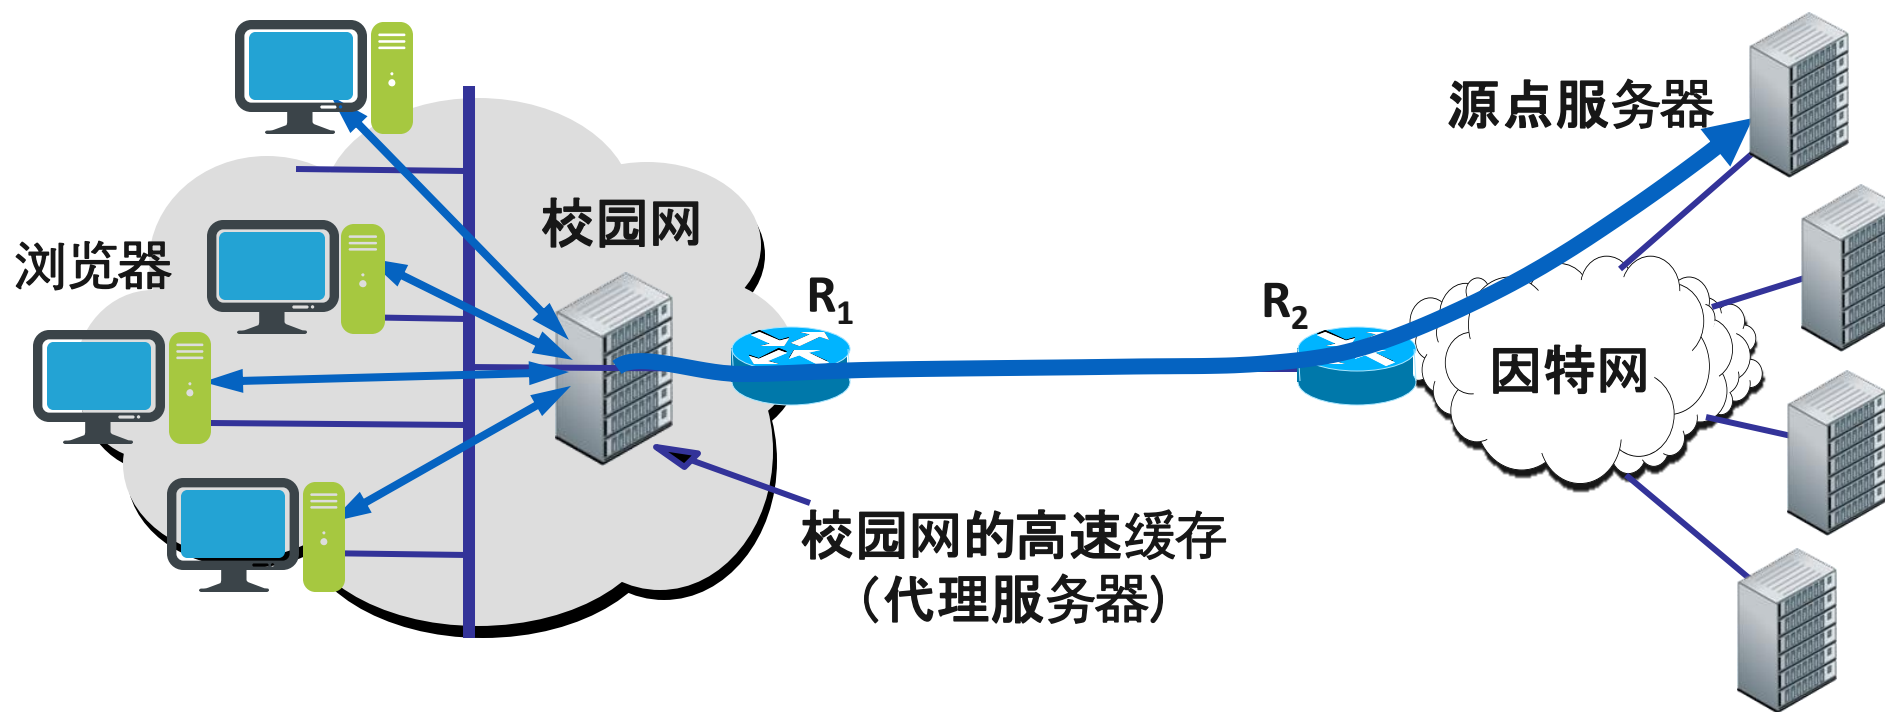 源点服务器
校园网
浏览器
R₁
R₂
因特网
校园网的高速缓存
（代理服务器）